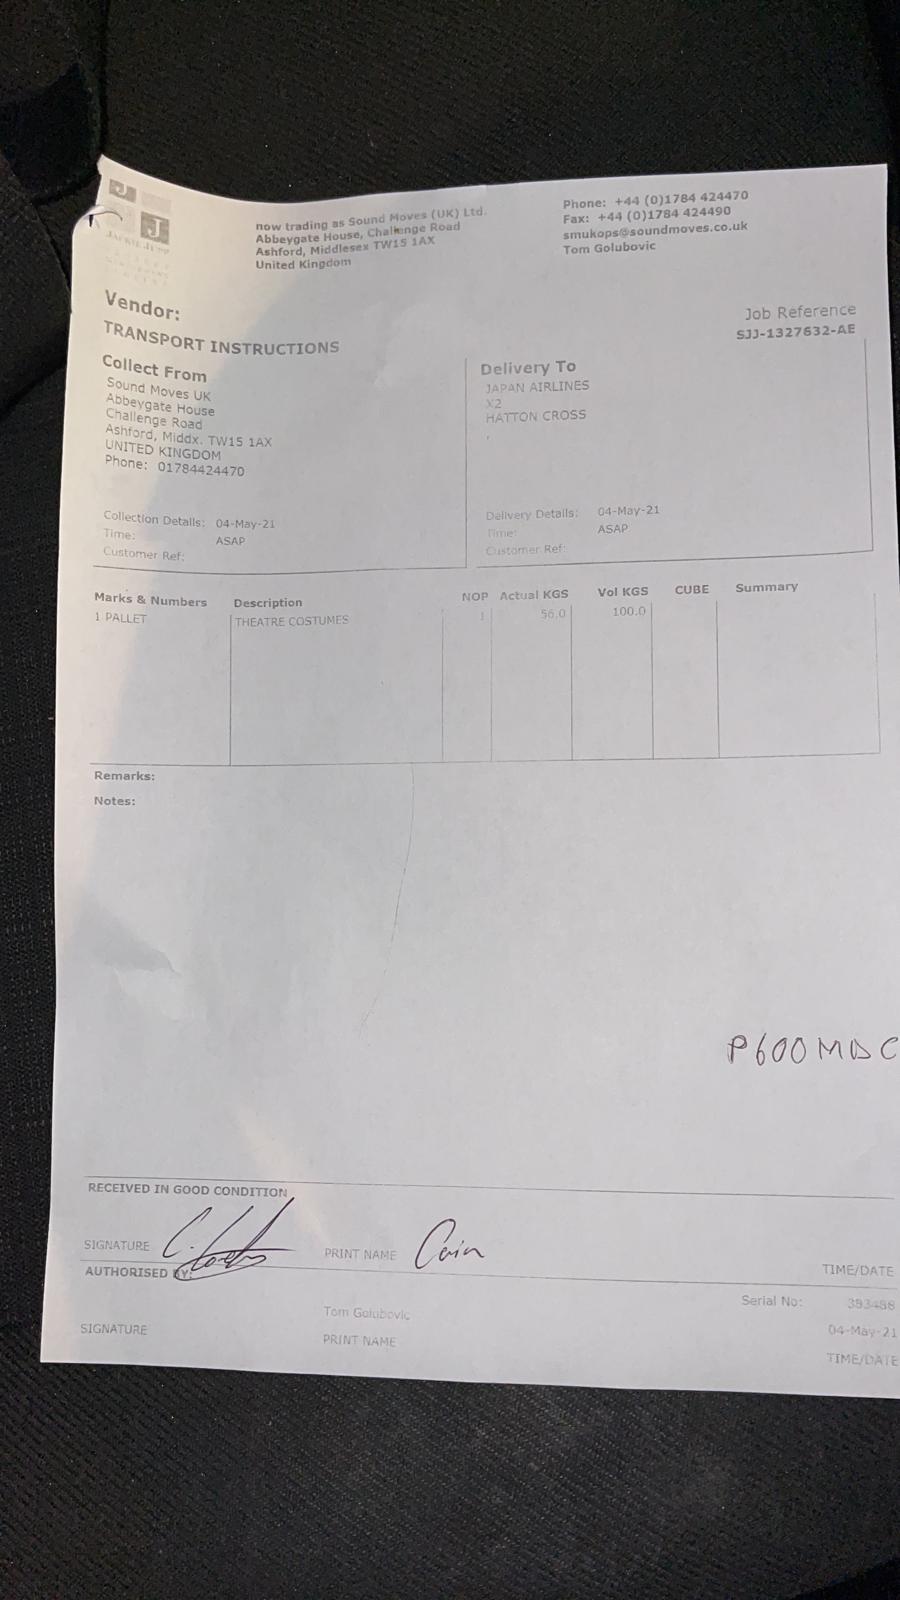 J
J
JACKIE JUMP
now trading as Sound Moves (UK) Ltd.
Abbeygate House, Challenge Road
Ashford, Middlesex TW15 1AX
United Kingdom
Phone: +44 (0)1784 424470
Fax: +44 (0)1784 424490
smukops@soundmoves.co.uk
Tom Golubovic
Vendor:
TRANSPORT INSTRUCTIONS
Job Reference
SJJ-1327632-AE
Collect From
Sound Moves UK
Abbeygate House
Challenge Road
Ashford, Middx. TW15 1AX
UNITED KINGDOM
Phone: 01784424470
Collection Details: 04-May-21
Time: ASAP
Customer Ref:
Delivery To
JAPAN AIRLINES
X2
HATTON CROSS
,
Delivery Details: 04-May-21
Time: ASAP
Customer Ref:
Marks & Numbers Description NOP Actual KGS Vol KGS CUBE Summary
1 PALLET THEATRE COSTUMES 1 56.0 100.0
Remarks:
Notes:
P600MDC
RECEIVED IN GOOD CONDITION
SIGNATURE PRINT NAME Cain TIME/DATE
AUTHORISED BY:
Serial No: 393488
Tom Golubovic 04-May-21
SIGNATURE PRINT NAME TIME/DATE